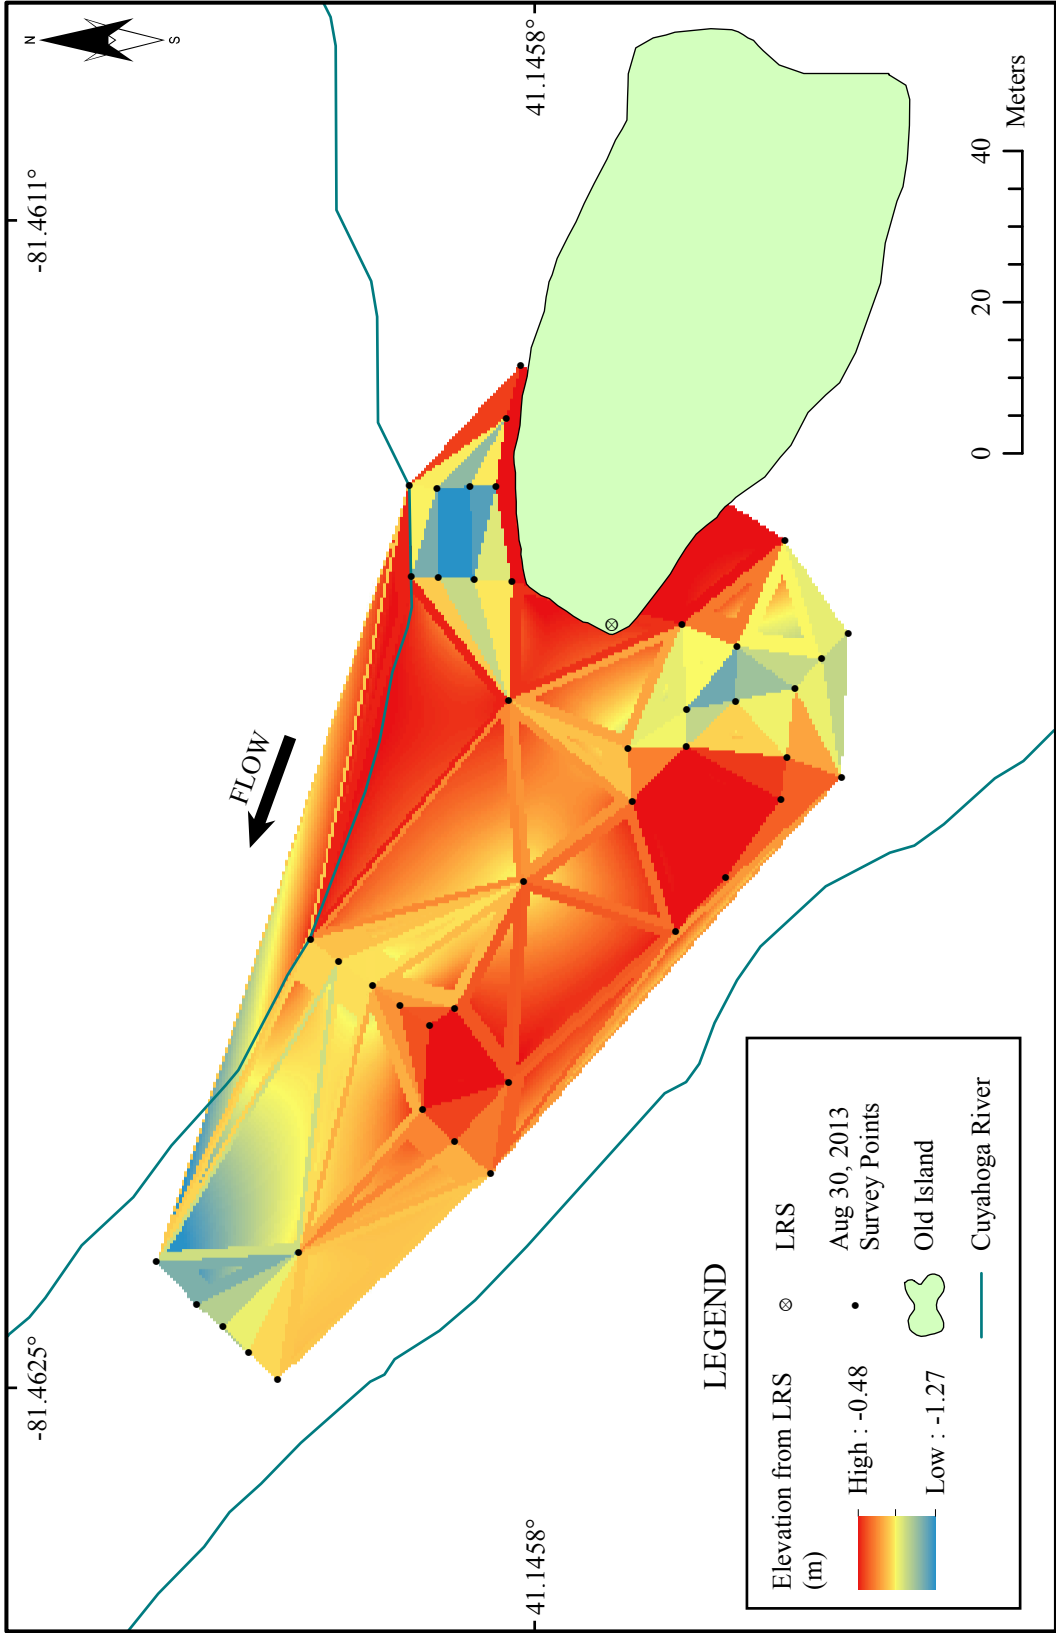 N
S
-81.4625°
-81.4611°
41.1458°
41.1458°
FLOW
LEGEND
Elevation from LRS
(m)
High : -0.48
Low : -1.27
LRS
Aug 30, 2013
Survey Points
Old Island
Cuyahoga River
0 20 40
Meters